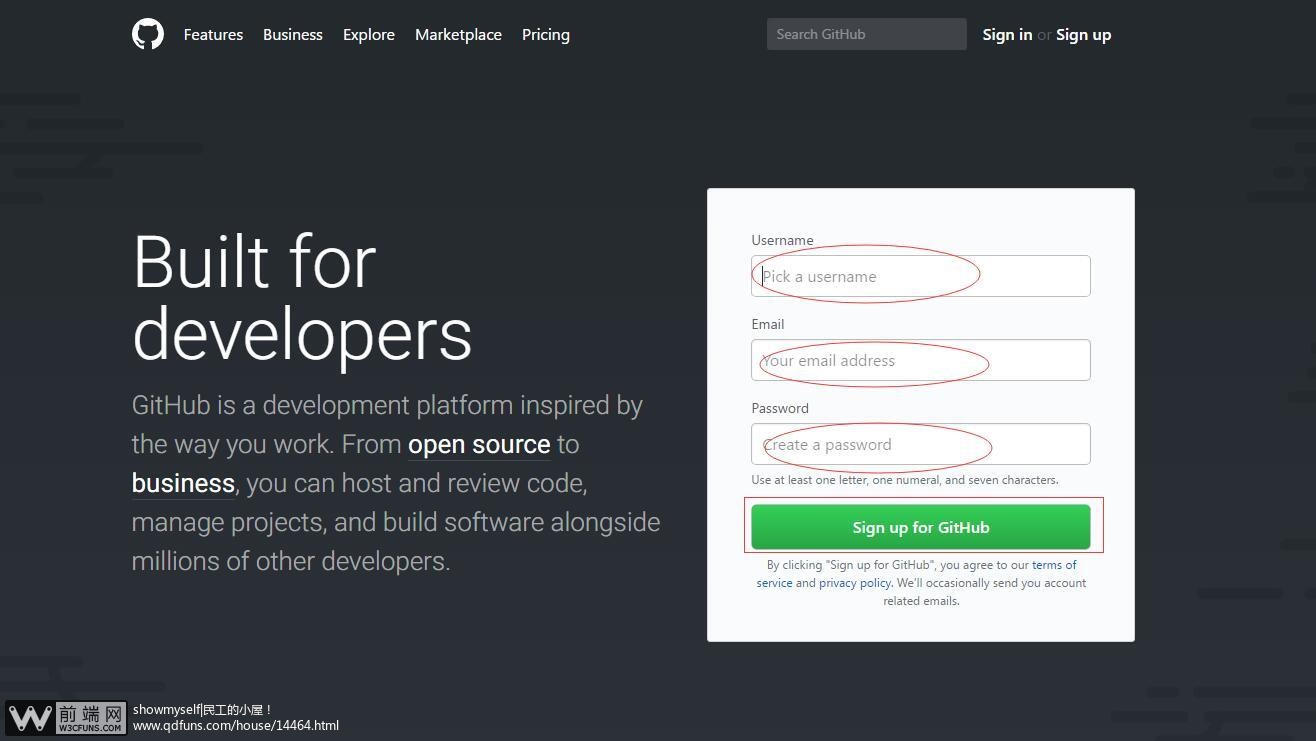 Features Business Explore Marketplace Pricing Search GitHub Sign in or Sign up
Built for
developers
GitHub is a development platform inspired by
the way you work. From open source to
business, you can host and review code,
manage projects, and build software alongside
millions of other developers.
Username
Pick a username
Email
Your email address
Password
Create a password
Use at least one letter, one numeral, and seven characters.
Sign up for GitHub
By clicking "Sign up for GitHub", you agree to our terms of
service and privacy policy. We'll occasionally send you account
related emails.
W 前端网
W3CFUNS.COM
showmyself|民工的小屋！
www.qdfuns.com/house/14464.html